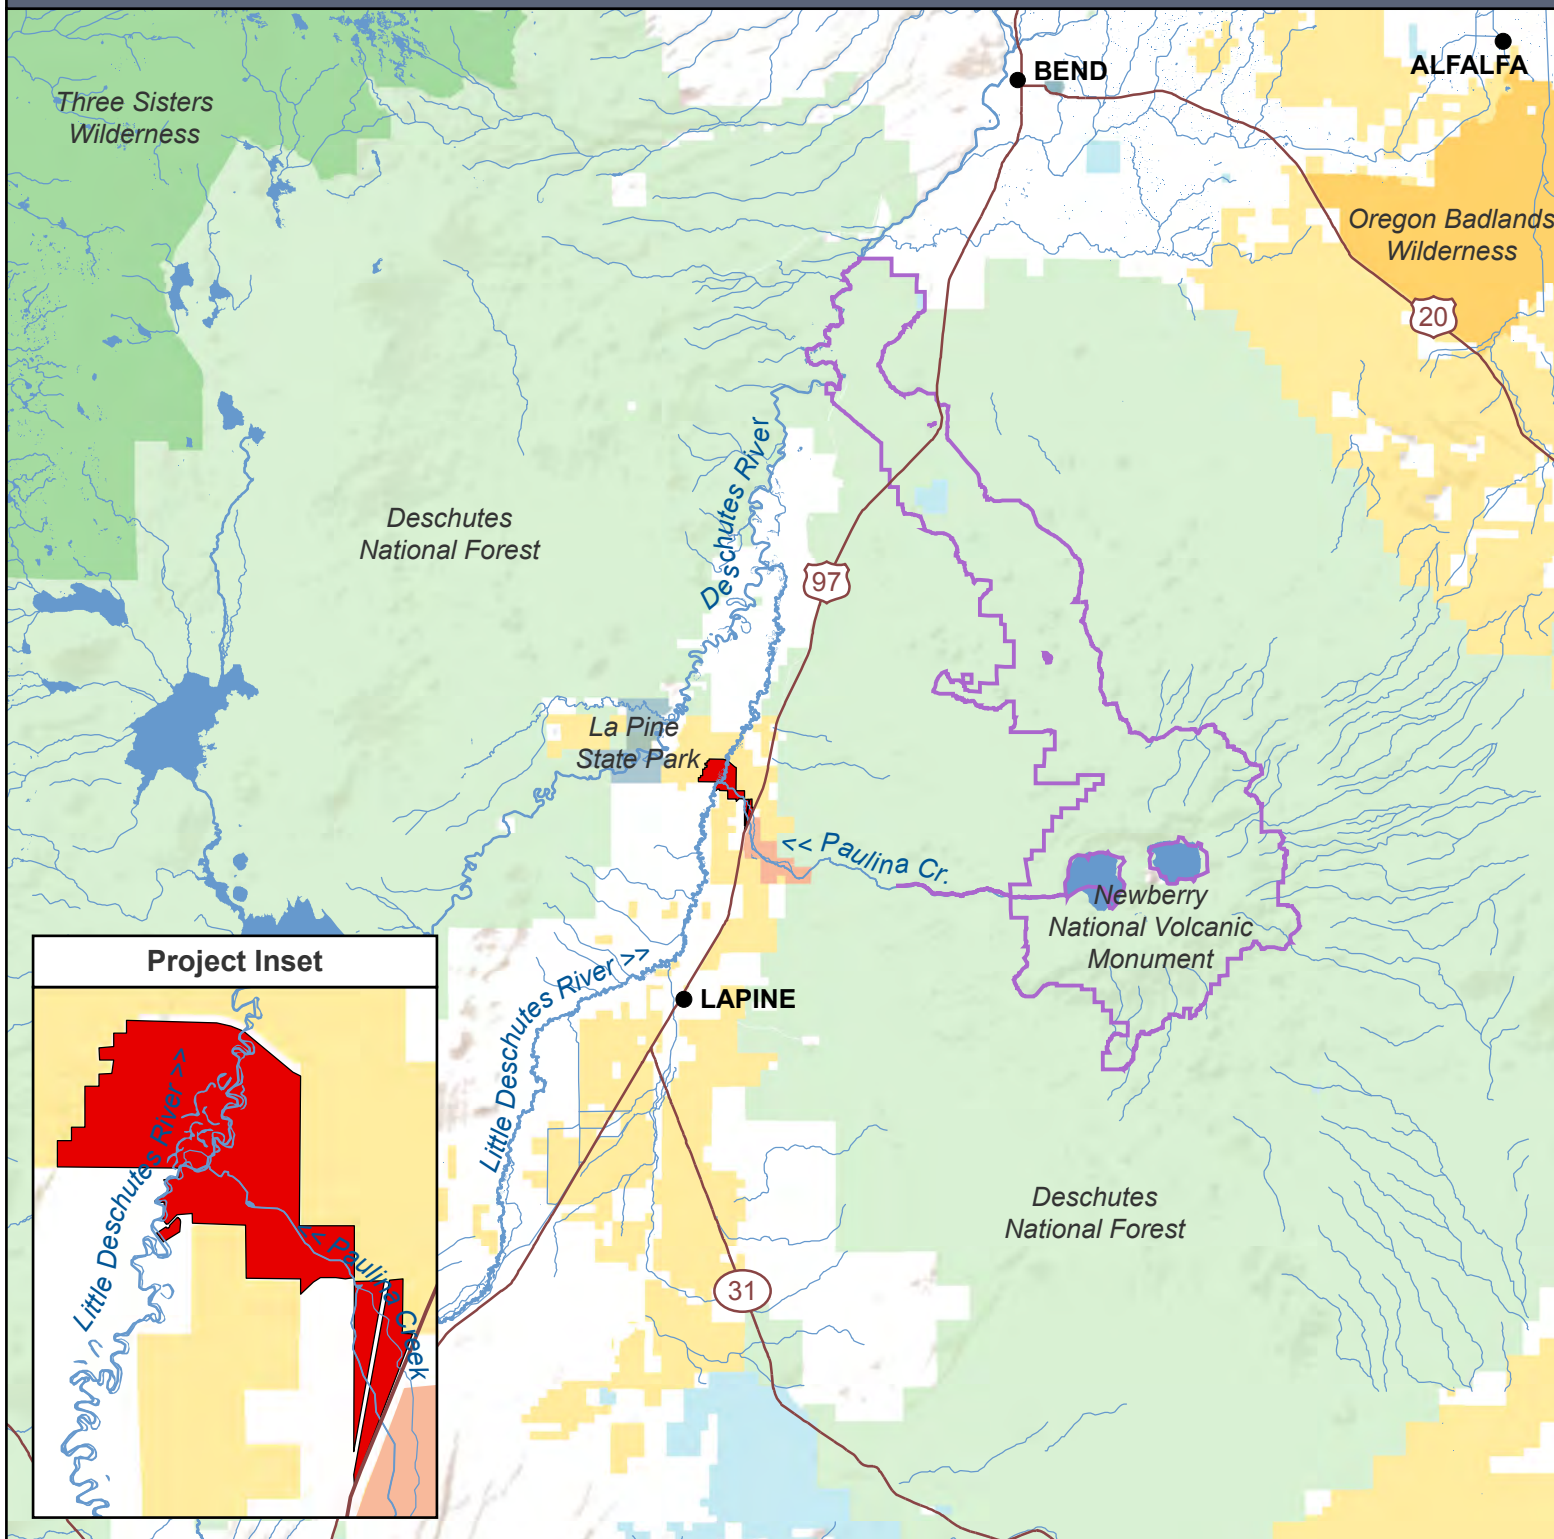 BEND
ALFALFA
Three Sisters
Wilderness
Oregon Badlands
Wilderness
20
Deschutes River
Deschutes
National Forest
97
La Pine
State Park
<< Paulina Cr.
Newberry
National Volcanic
Monument
Project Inset
Little Deschutes River >>
LAPINE
Little Deschutes River >>
<< Paulina Creek
Deschutes
National Forest
31